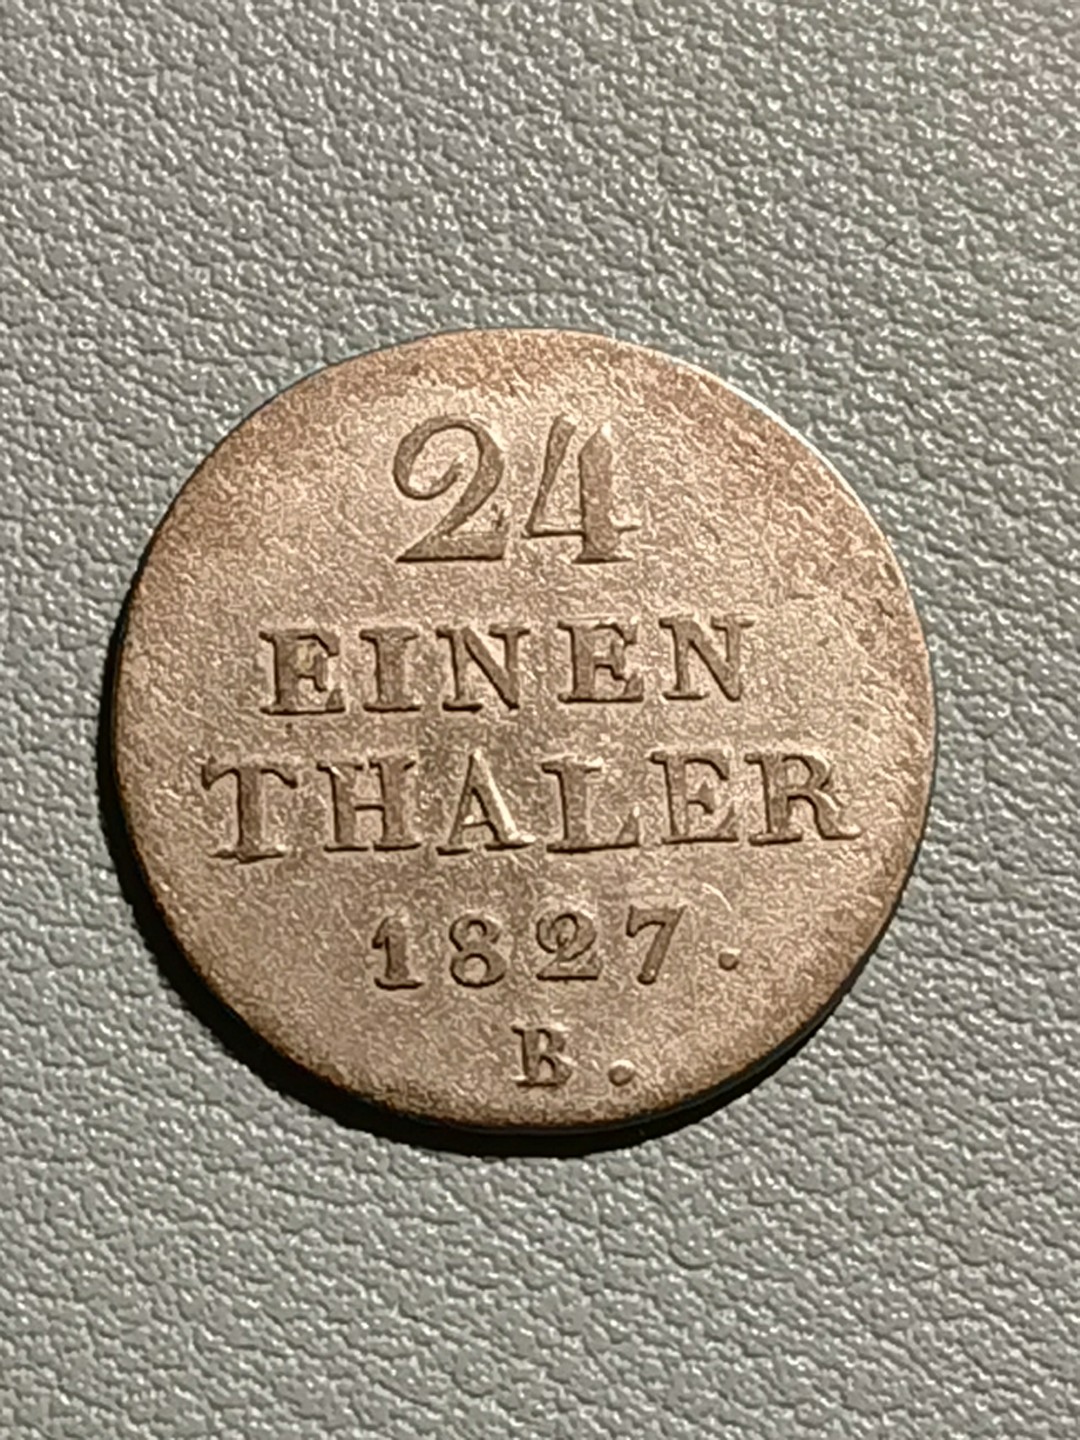 24
EINEN
THALER
1827.
B.